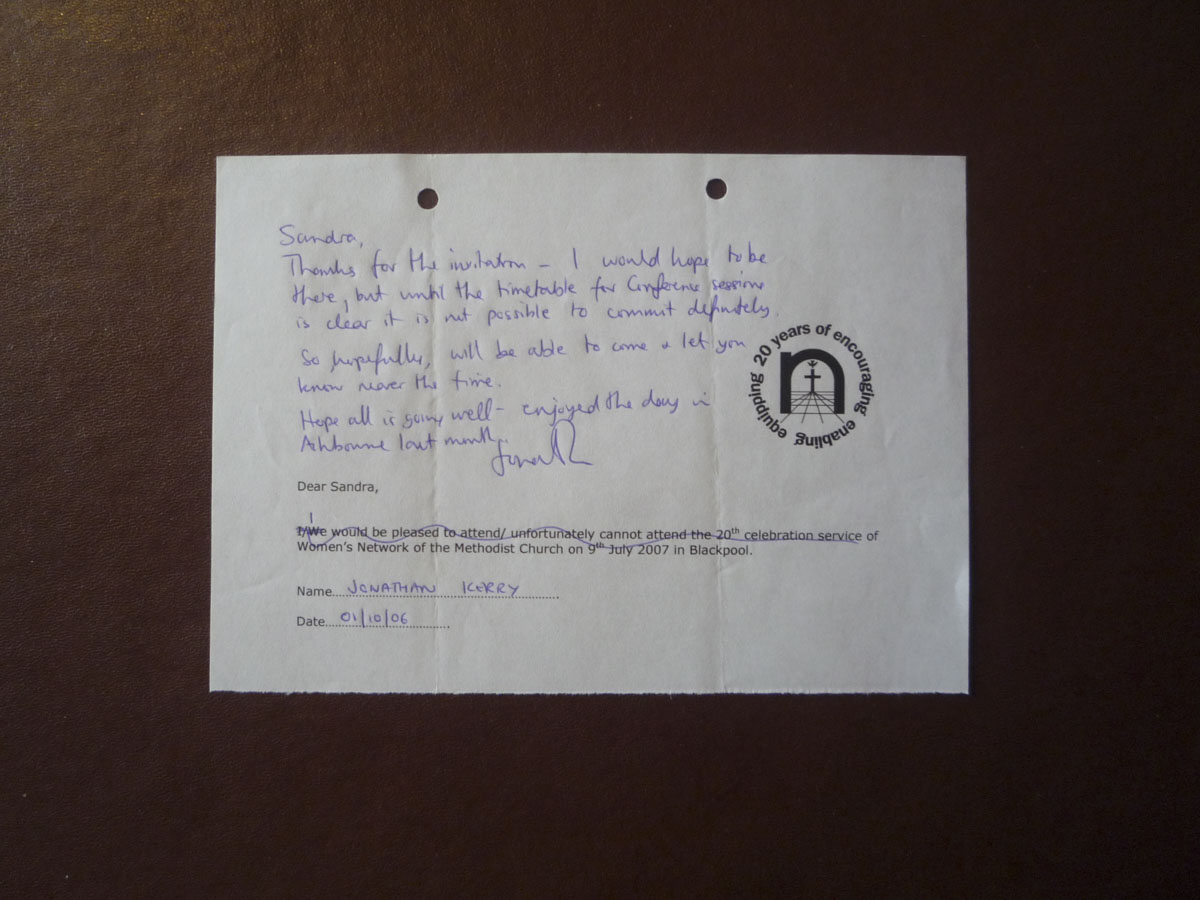 Sandra,
Thanks for the invitation – I would hope to be
there, but until the timetable for Conference sessions
is clear it is not possible to commit definitely.
So hopefully, will be able to come & let you
know nearer the time.
Hope all is going well – enjoyed the day in
Ashbourne last month.
Jonathan
20 years of encouraging enabling equipping
n
Dear Sandra,
I
I/We would be pleased to attend/ unfortunately cannot attend the 20th celebration service of
Women's Network of the Methodist Church on 9th July 2007 in Blackpool.
Name....JONATHAN KERRY....
Date....01/10/06....